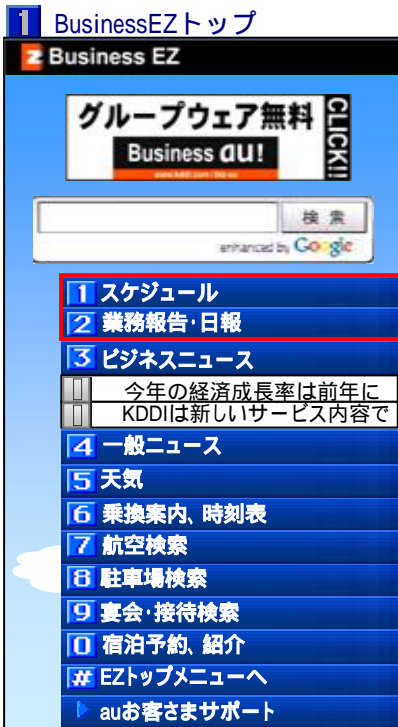 1 BusinessEZトップ
Business EZ
グループウェア無料
CLICK!!
Business au!
検 索
enhanced by Google
1 スケジュール
2 業務報告・日報
3 ビジネスニュース
今年の経済成長率は前年に
KDDIは新しいサービス内容で
4 一般ニュース
5 天気
6 乗換案内、時刻表
7 航空検索
8 駐車場検索
9 宴会・接待検索
0 宿泊予約、紹介
# EZトップメニューへ
auお客さまサポート